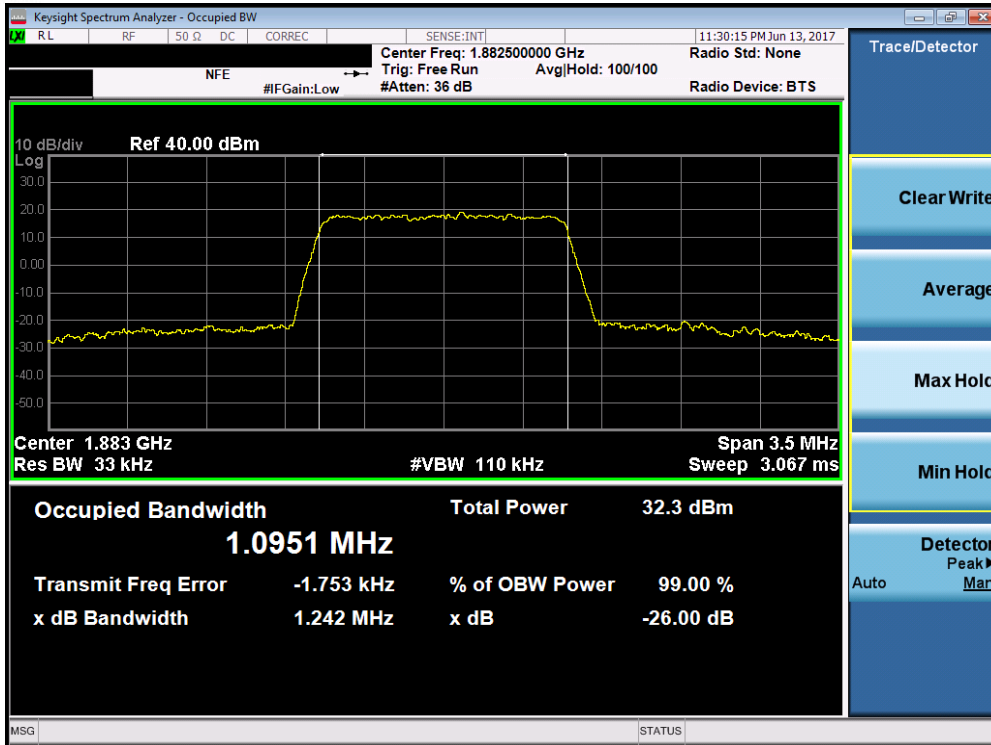 Keysight Spectrum Analyzer - Occupied BW
LXI RL RF 50 Ω DC CORREC SENSE:INT 11:30:15 PM Jun 13, 2017
Center Freq: 1.882500000 GHz Radio Std: None
NFE Trig: Free Run Avg|Hold: 100/100
#IFGain:Low #Atten: 36 dB Radio Device: BTS
10 dB/div Ref 40.00 dBm
Log
30.0
20.0
10.0
0.00
-10.0
-20.0
-30.0
-40.0
-50.0
Center 1.883 GHz Span 3.5 MHz
Res BW 33 kHz #VBW 110 kHz Sweep 3.067 ms
Occupied Bandwidth Total Power 32.3 dBm
1.0951 MHz
Transmit Freq Error -1.753 kHz % of OBW Power 99.00 %
x dB Bandwidth 1.242 MHz x dB -26.00 dB
MSG STATUS
Trace/Detector
Clear Write
Average
Max Hold
Min Hold
Detector
Peak▶
Auto Man